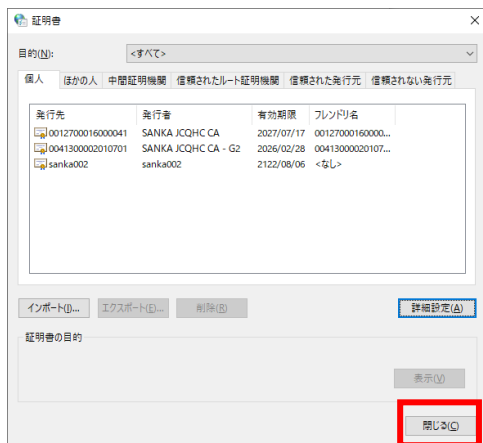 証明書
目的(N): <すべて>
個人 ほかの人 中間証明機関 信頼されたルート証明機関 信頼された発行元 信頼されない発行元
発行先 発行者 有効期限 フレンドリ名
0012700016000041 SANKA JCQHC CA 2027/07/17 00127000160000...
0041300002010701 SANKA JCQHC CA - G2 2026/02/28 00413000020107...
sanka002 sanka002 2122/08/06 <なし>
インポート(I)... エクスポート(E)... 削除(R) 詳細設定(A)
証明書の目的
表示(V)
閉じる(C)